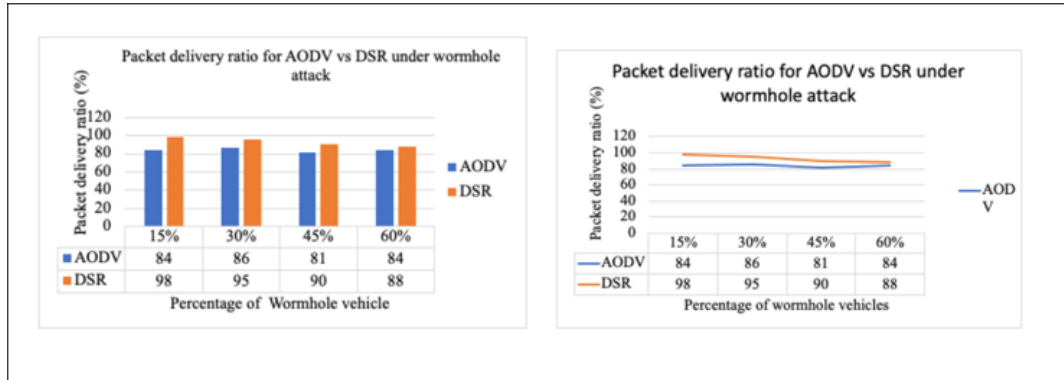 Packet delivery ratio for AODV vs DSR under wormhole
attack
Packet delivery ratio (%)
120
100
80
60
40
20
0
15% 30% 45% 60%
AODV 84 86 81 84
DSR 98 95 90 88
Percentage of Wormhole vehicle
AODV
DSR
Packet delivery ratio for AODV vs DSR under
wormhole attack
Packet delivery ratio (%)
120
100
80
60
40
20
0
15% 30% 45% 60%
AODV 84 86 81 84
DSR 98 95 90 88
Percentage of wormhole vehicles
AOD
V